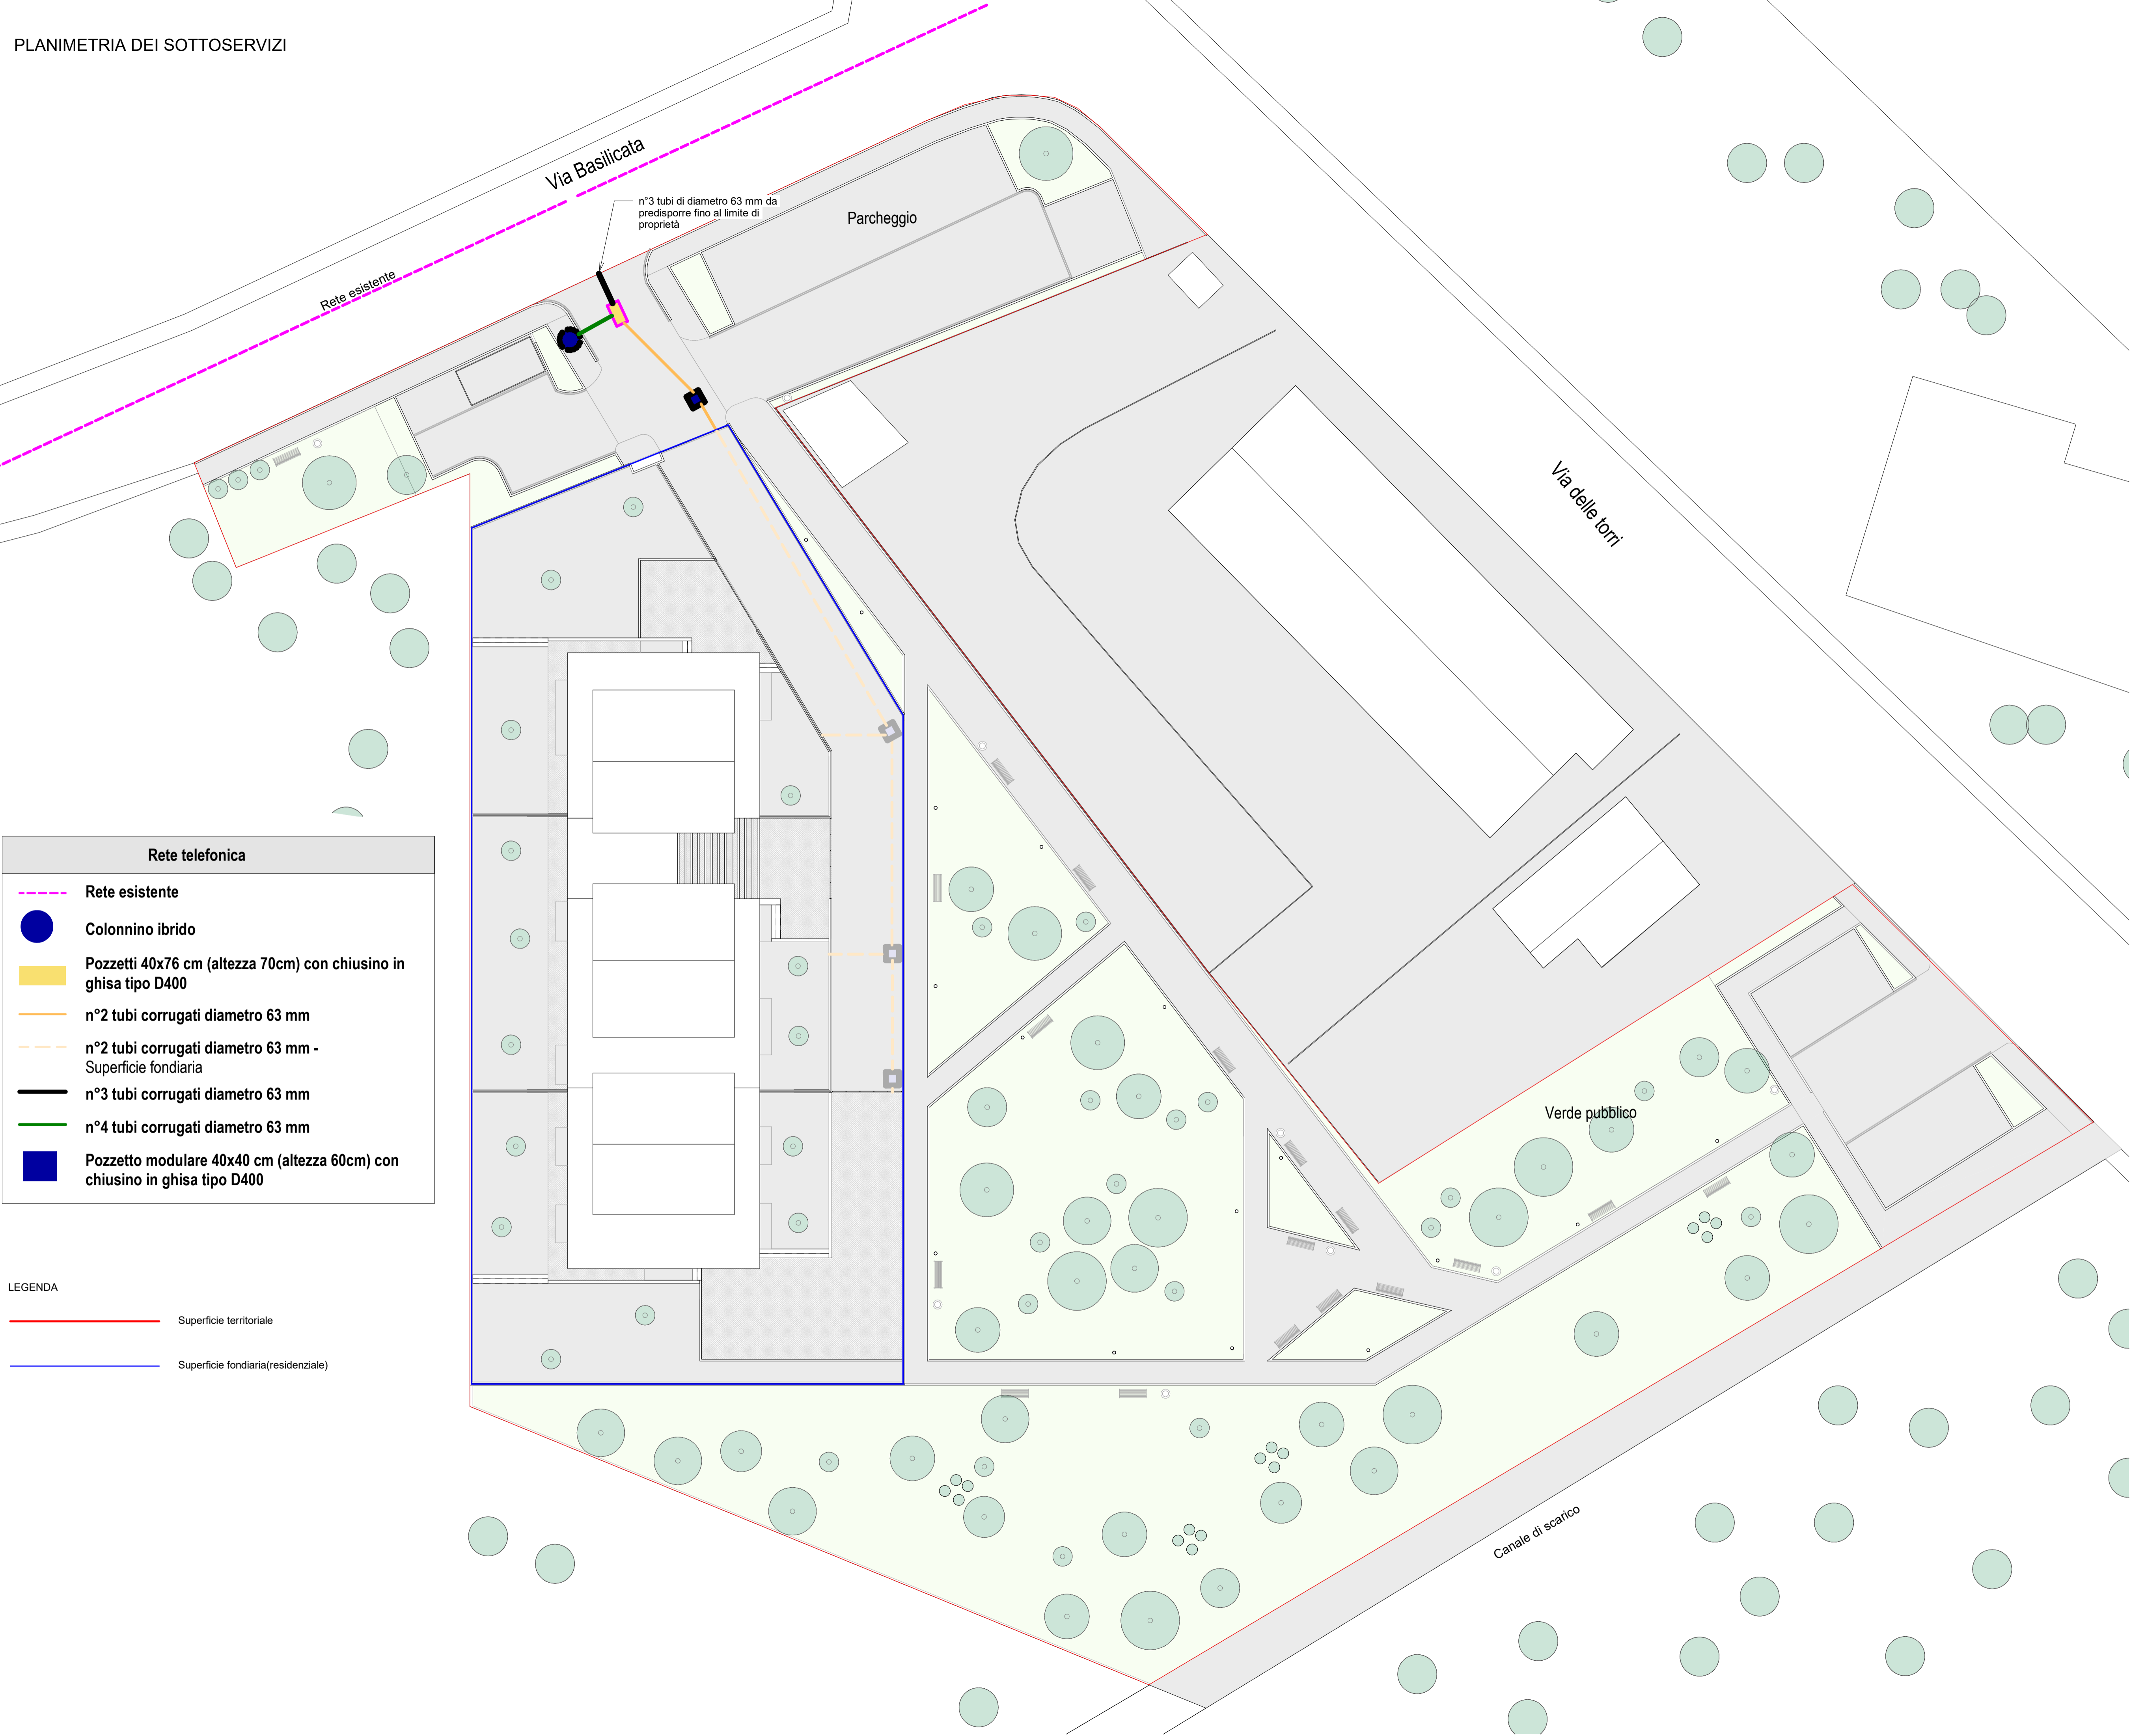 PLANIMETRIA DEI SOTTOSERVIZI
Via Basilicata
n°3 tubi di diametro 63 mm da
predisporre fino al limite di
proprietà
Parcheggio
Rete esistente
Via delle torri
Rete telefonica
Rete esistente
Colonnino ibrido
Pozzetti 40x76 cm (altezza 70cm) con chiusino in
ghisa tipo D400
n°2 tubi corrugati diametro 63 mm
n°2 tubi corrugati diametro 63 mm -
Superficie fondiaria
n°3 tubi corrugati diametro 63 mm
n°4 tubi corrugati diametro 63 mm
Pozzetto modulare 40x40 cm (altezza 60cm) con
chiusino in ghisa tipo D400
Verde pubblico
LEGENDA
Superficie territoriale
Superficie fondiaria(residenziale)
Canale di scarico